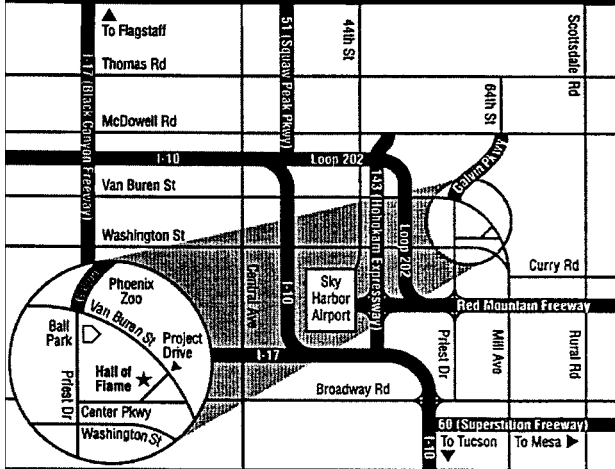 To Flagstaff
Thomas Rd
I-17 (Black Canyon Freeway)
51 (Squaw Peak Pkwy)
44th St
Scottsdale Rd
64th St
McDowell Rd
I-10
Loop 202
Galvin Pkwy
Van Buren St
143 (Hohokam Expressway)
Loop 202
Washington St
Central Ave
I-10
Sky
Harbor
Airport
Curry Rd
Red Mountain Freeway
Phoenix
Zoo
Van Buren St
Ball
Park
Project
Drive
Hall of
Flame
Priest Dr
Center Pkwy
Washington St
I-17
Broadway Rd
Priest Dr
Mill Ave
Rural Rd
60 (Superstition Freeway)
I-10
To Tucson
To Mesa